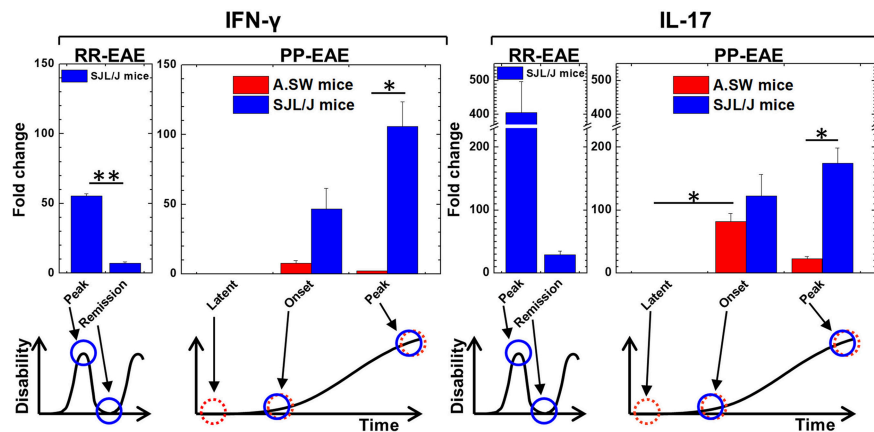 IFN-γ
IL-17
RR-EAE
PP-EAE
RR-EAE
PP-EAE
Fold change
150
100
50
0
SJL/J mice
**
150
100
50
0
A.SW mice
SJL/J mice
*
Fold change
500
400
200
100
0
SJL/J mice
500
400
200
100
0
A.SW mice
SJL/J mice
*
*
Peak
Remission
Latent
Onset
Peak
Peak
Remission
Latent
Onset
Peak
Disability
Time
Disability
Time